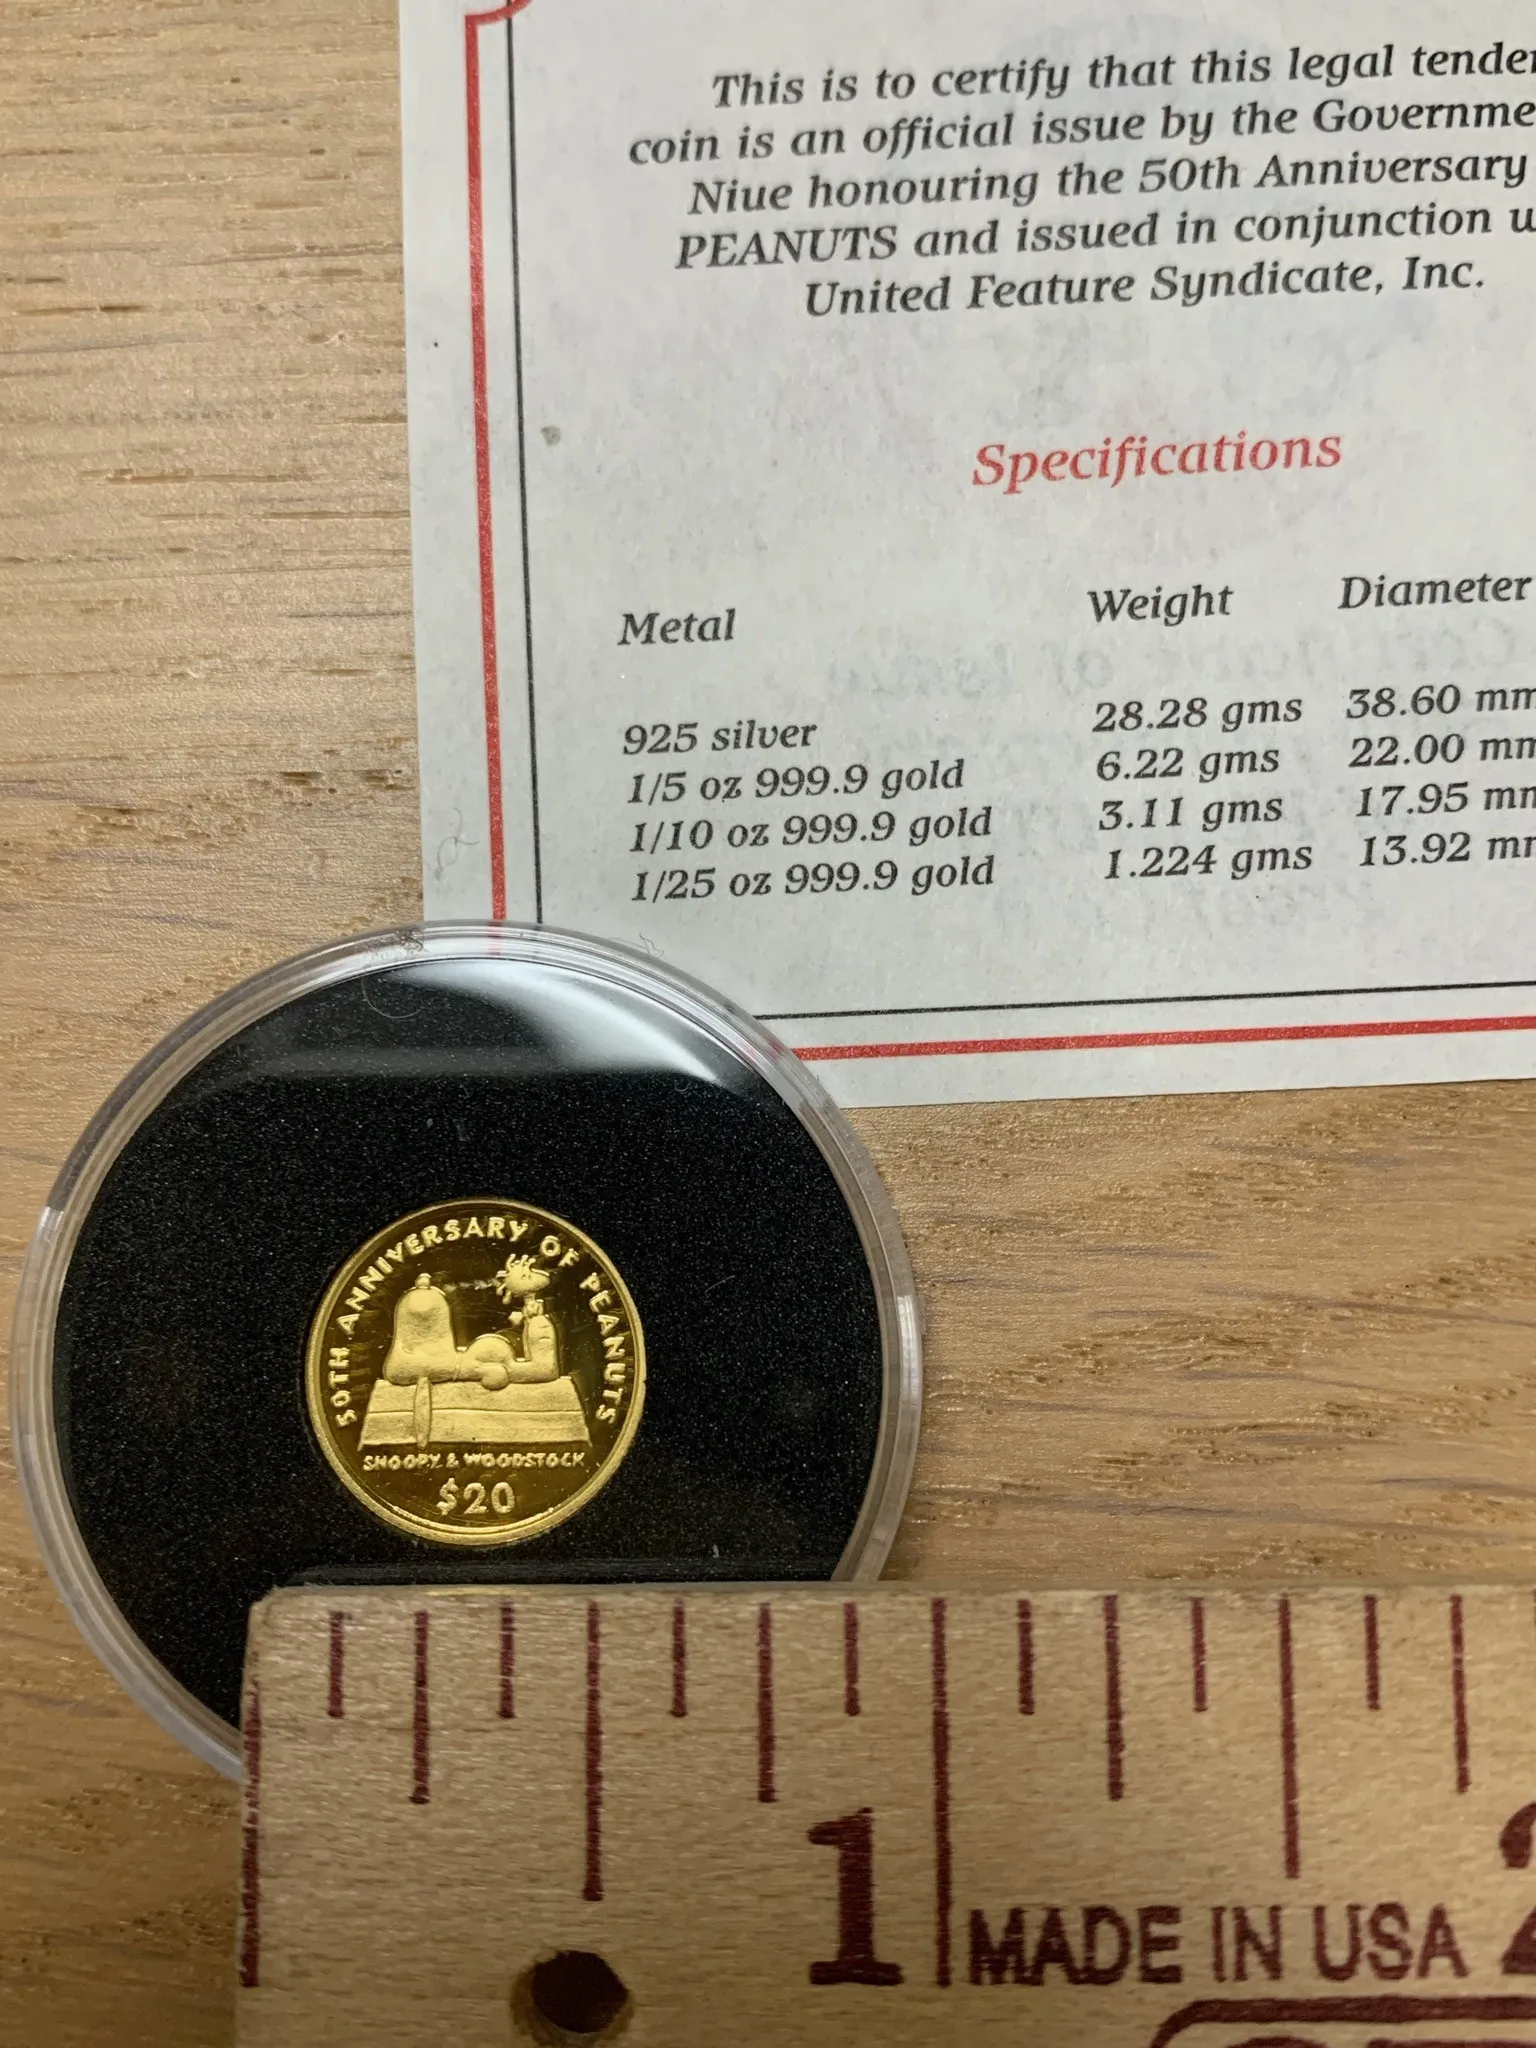 This is to certify that this legal tender
coin is an official issue by the
Niue honouring the 50th Anniversary
PEANUTS and issued in conjunction
United Feature Syndicate, Inc.
Specifications
Metal Weight Diameter
925 silver 28.28 gms 38.60 mm
1/5 oz 999.9 gold 6.22 gms 22.00 mm
1/10 oz 999.9 gold 3.11 gms 17.95 mm
1/25 oz 999.9 gold 1.224 gms 13.92 mm
50TH ANNIVERSARY OF PEANUTS
SNOOPY & WOODSTOCK
$20
1 2
MADE IN USA